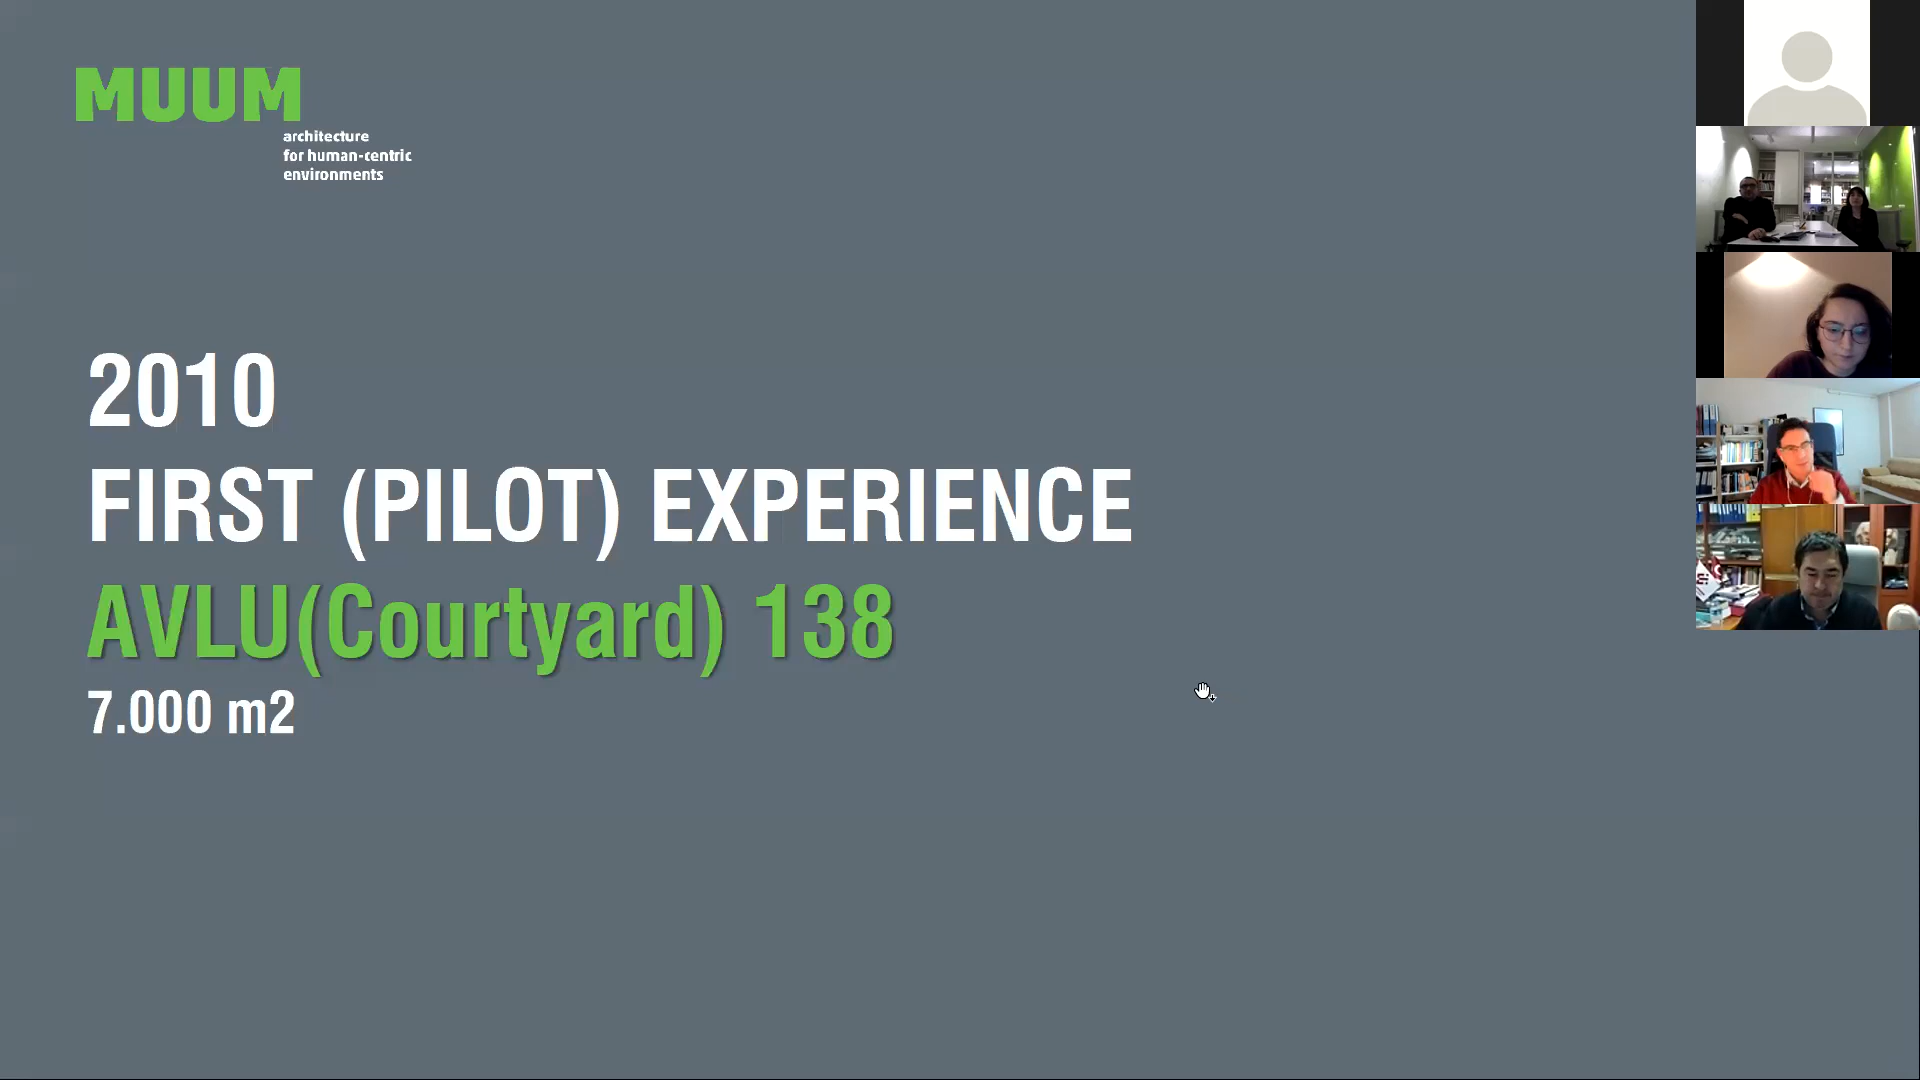 MUUM
architecture
for human-centric
environments
2010
FIRST (PILOT) EXPERIENCE
AVLU(Courtyard) 138
7.000 m2